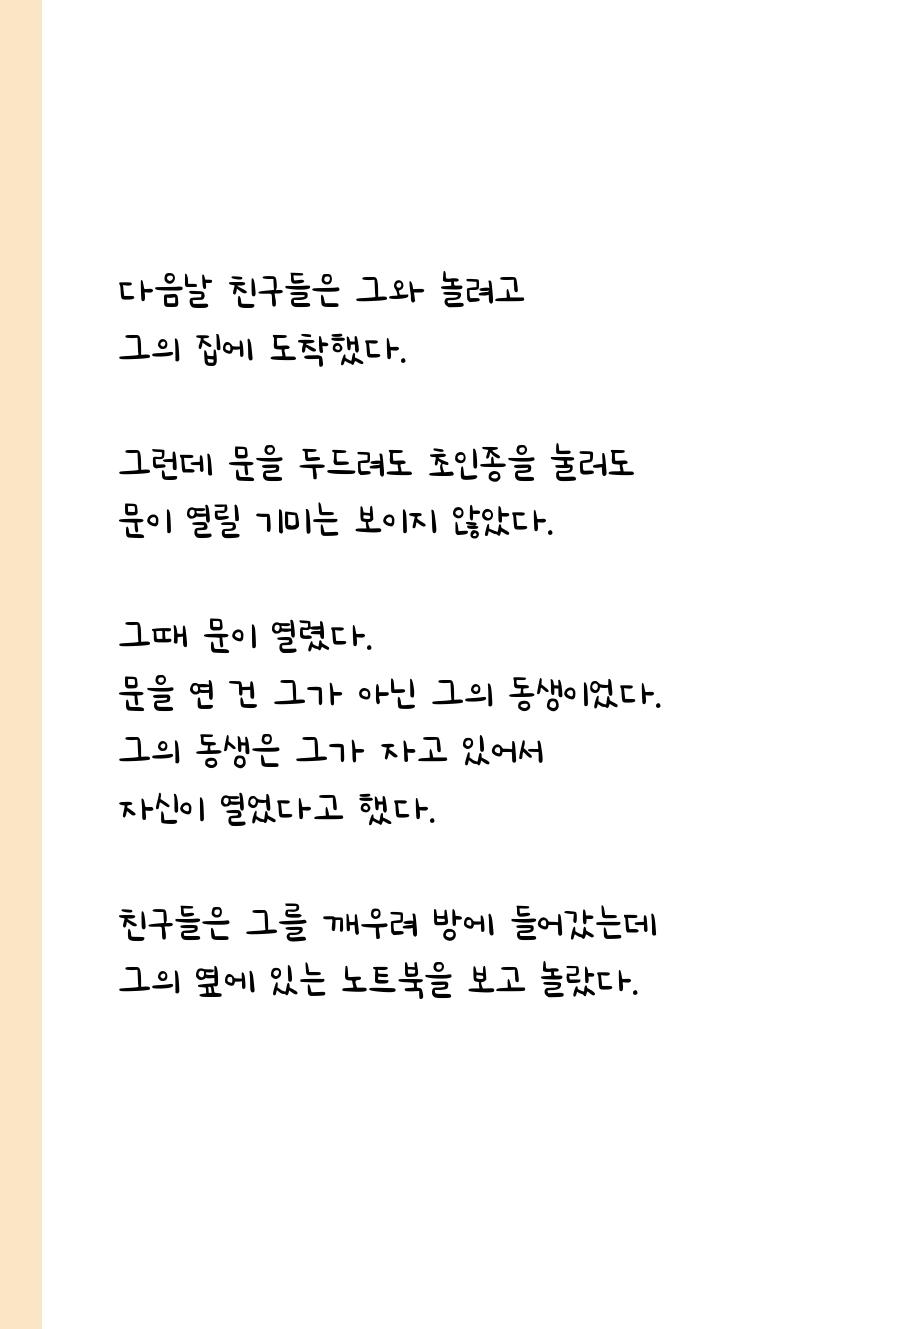 다음날 친구들은 그와 놀려고
그의 집에 도착했다.
그런데 문을 두드려도 초인종을 눌러도
문이 열릴 기미는 보이지 않았다.
그때 문이 열렸다.
문을 연 건 그가 아닌 그의 동생이었다.
그의 동생은 그가 자고 있어서
자신이 열었다고 했다.
친구들은 그를 깨우려 방에 들어갔는데
그의 옆에 있는 노트북을 보고 놀랐다.